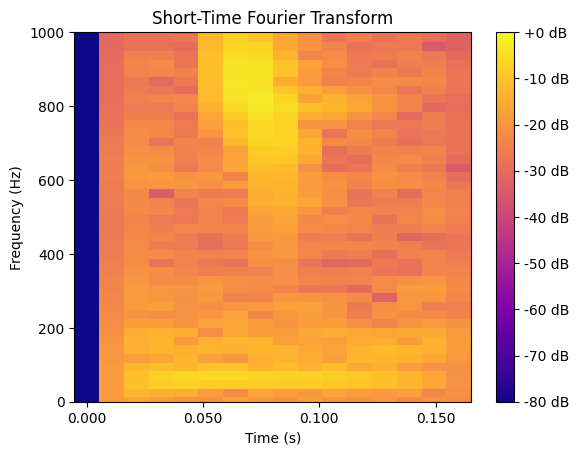 Short-Time Fourier Transform
Frequency (Hz)
1000
800
600
400
200
0
0.000
0.050
0.100
0.150
Time (s)
+0 dB
-10 dB
-20 dB
-30 dB
-40 dB
-50 dB
-60 dB
-70 dB
-80 dB